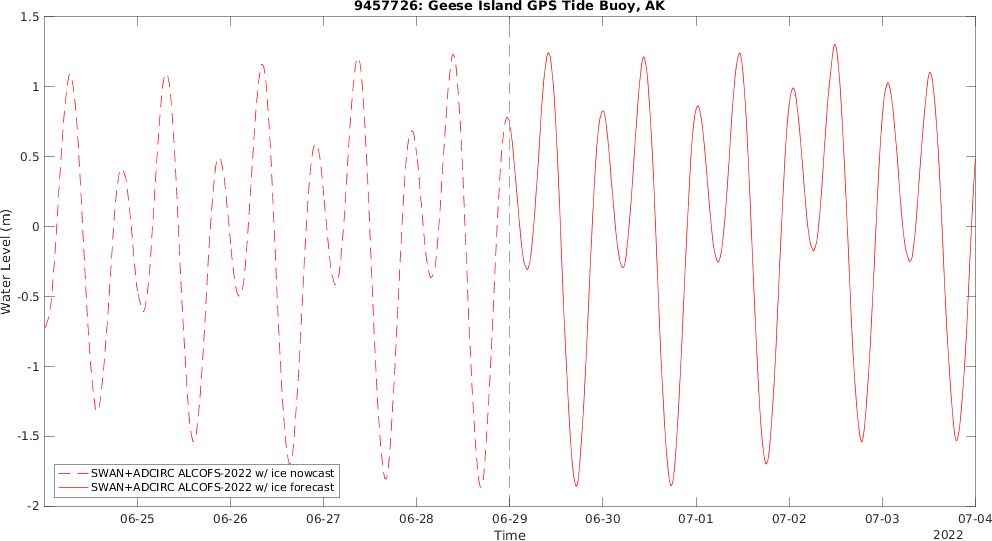 9457726: Geese Island GPS Tide Buoy, AK
1.5
1
0.5
0
-0.5
-1
-1.5
-2
Water Level (m)
SWAN+ADCIRC ALCOFS-2022 w/ ice nowcast
SWAN+ADCIRC ALCOFS-2022 w/ ice forecast
06-25 06-26 06-27 06-28 06-29 06-30 07-01 07-02 07-03 07-04
Time
2022